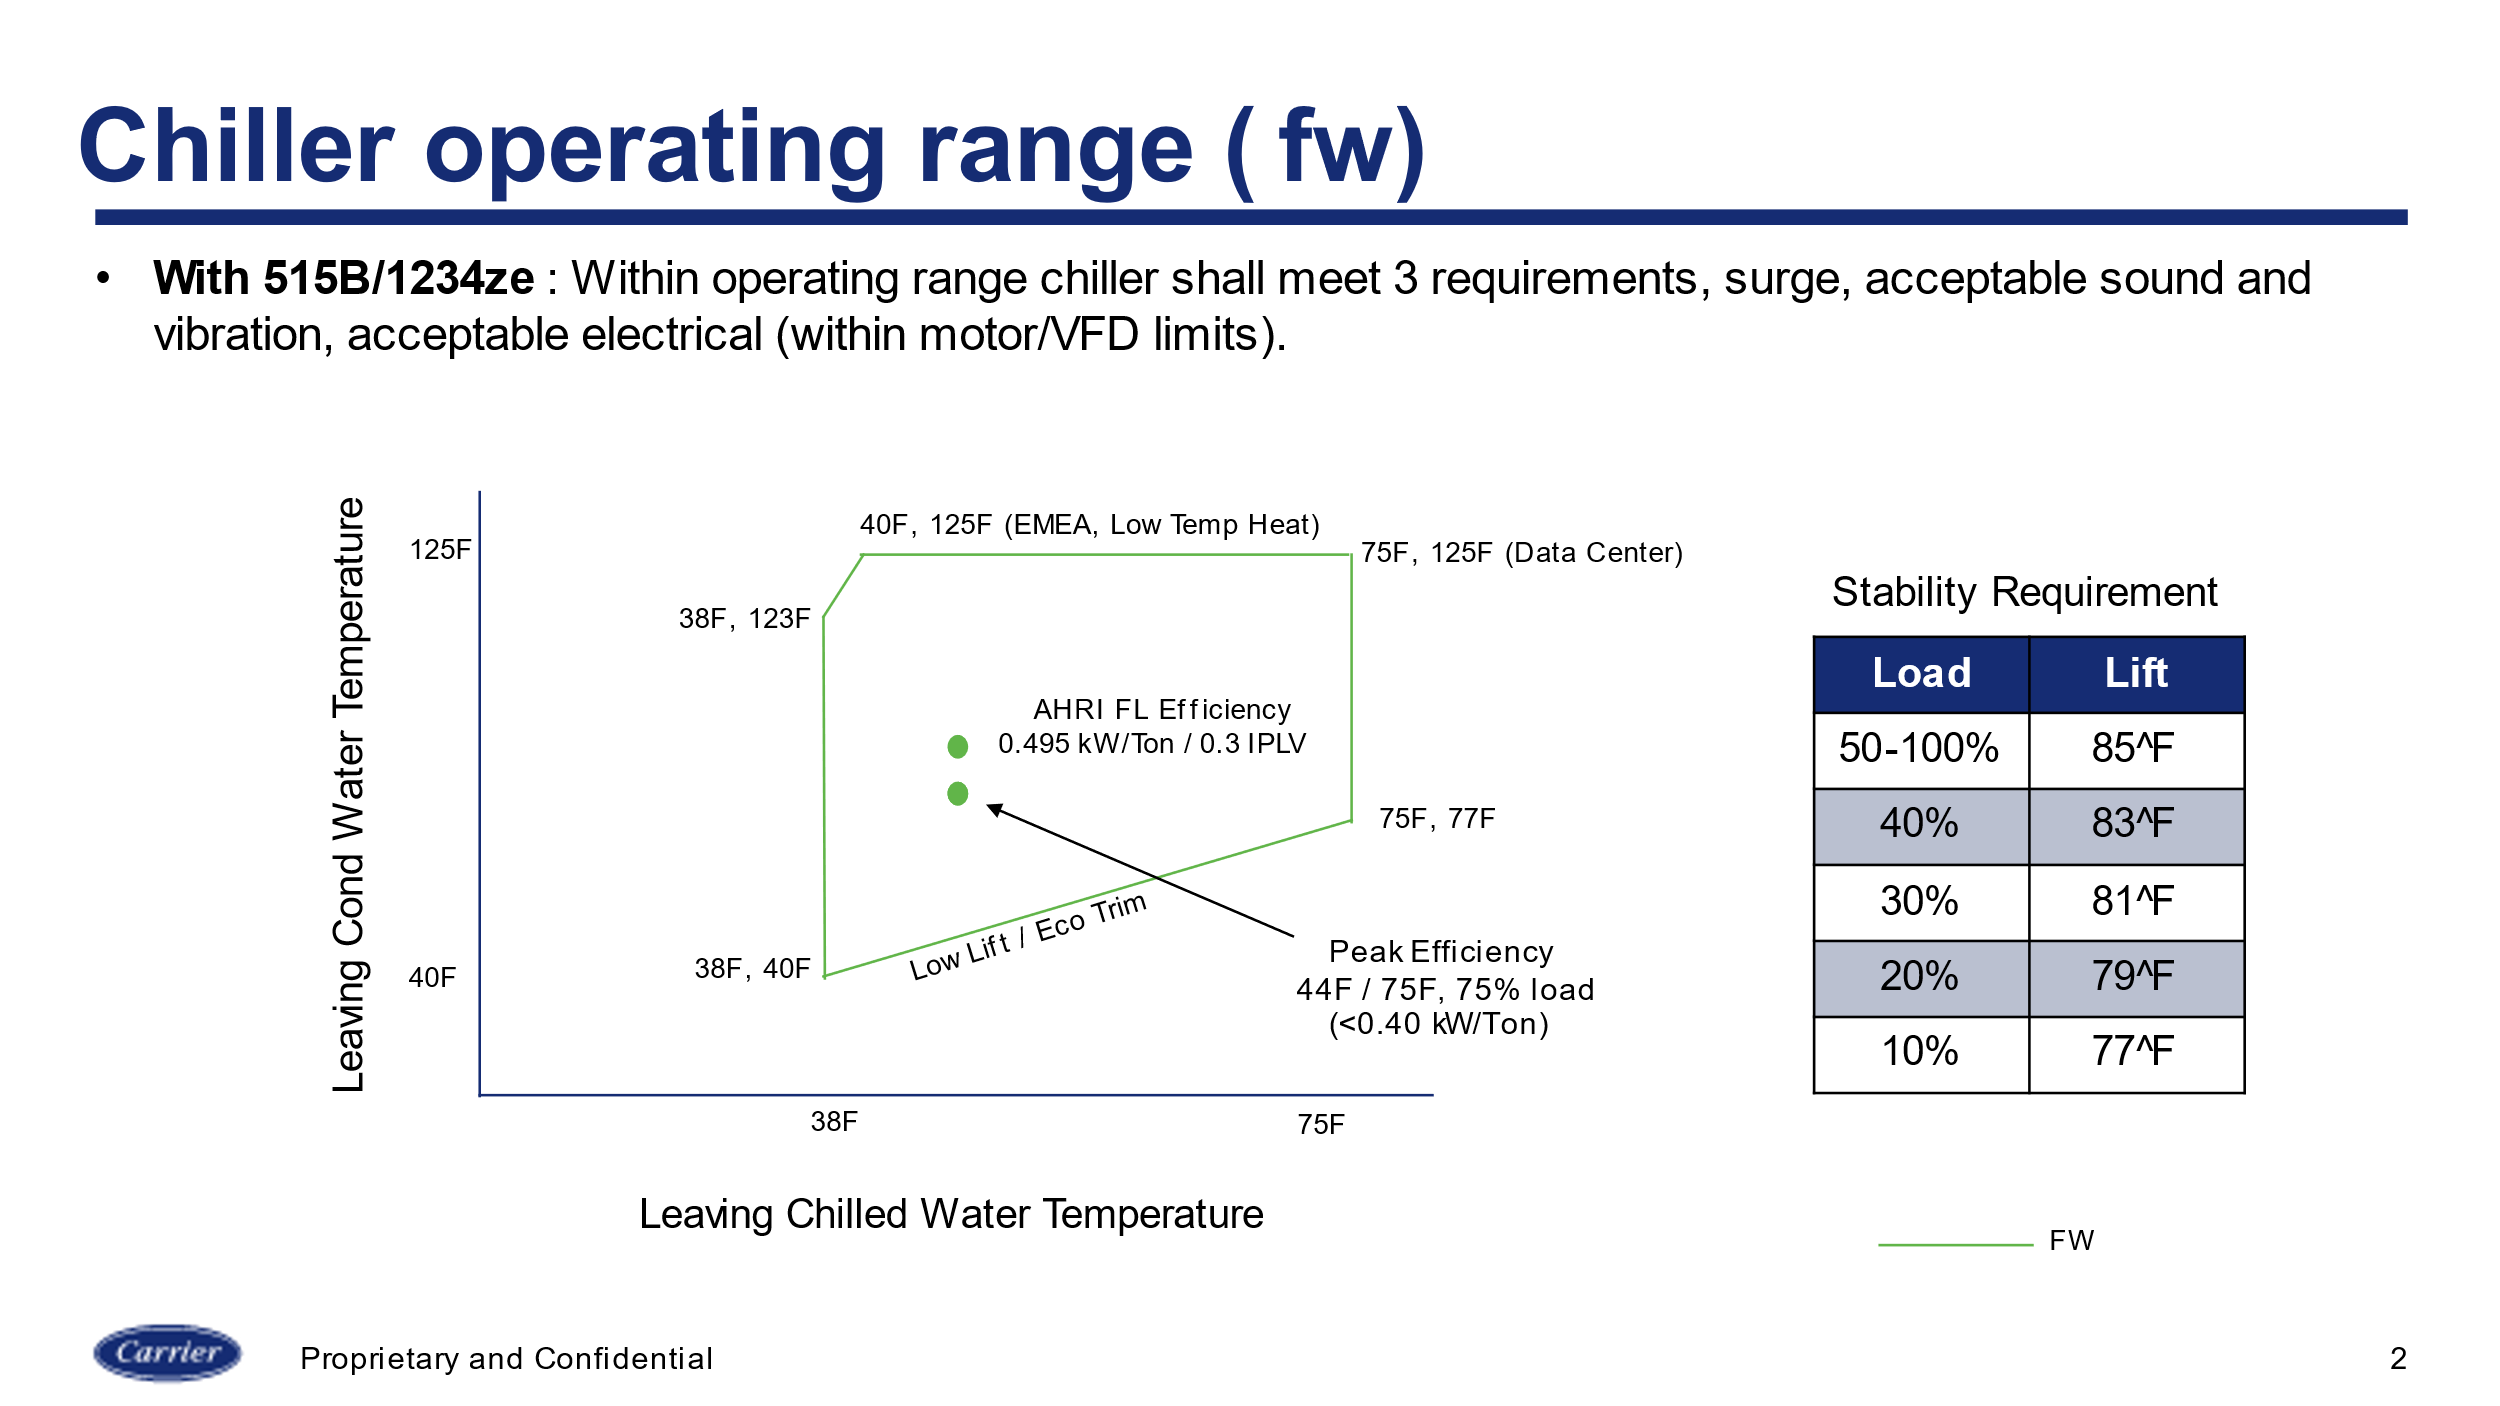 Chiller operating range ( fw)
• With 515B/1234ze : Within operating range chiller shall meet 3 requirements, surge, acceptable sound and
vibration, acceptable electrical (within motor/VFD limits).
Leaving Cond Water Temperature
125F
40F
40F, 125F (EMEA, Low Temp Heat)
75F, 125F (Data Center)
38F, 123F
AHRI FL Efficiency
0.495 kW/Ton / 0.3 IPLV
75F, 77F
Low Lift / Eco Trim
38F, 40F
Peak Efficiency
44F / 75F, 75% load
(<0.40 kW/Ton)
38F
75F
Leaving Chilled Water Temperature
Stability Requirement
Load Lift
50-100% 85^F
40% 83^F
30% 81^F
20% 79^F
10% 77^F
FW
Carrier
Proprietary and Confidential
2